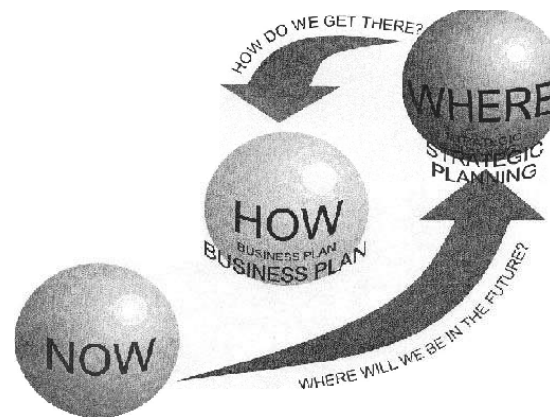 HOW DO WE GET THERE?
WHERE
STRATEGIC
STRATEGIC
PLANNING
HOW
BUSINESS PLAN
BUSINESS PLAN
NOW
WHERE WILL WE BE IN THE FUTURE?